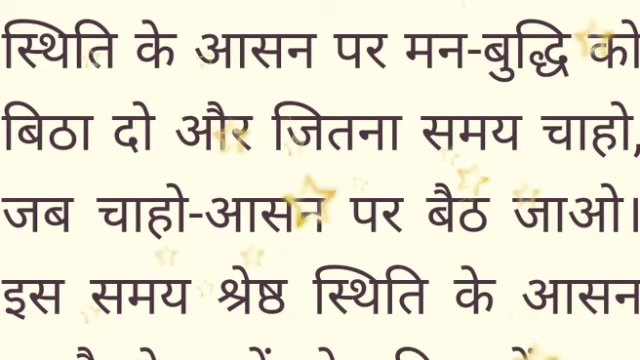 स्थिति के आसन पर मन-बुद्धि को
बिठा दो और जितना समय चाहो,
जब चाहो-आसन पर बैठ जाओ।
इस समय श्रेष्ठ स्थिति के आसन